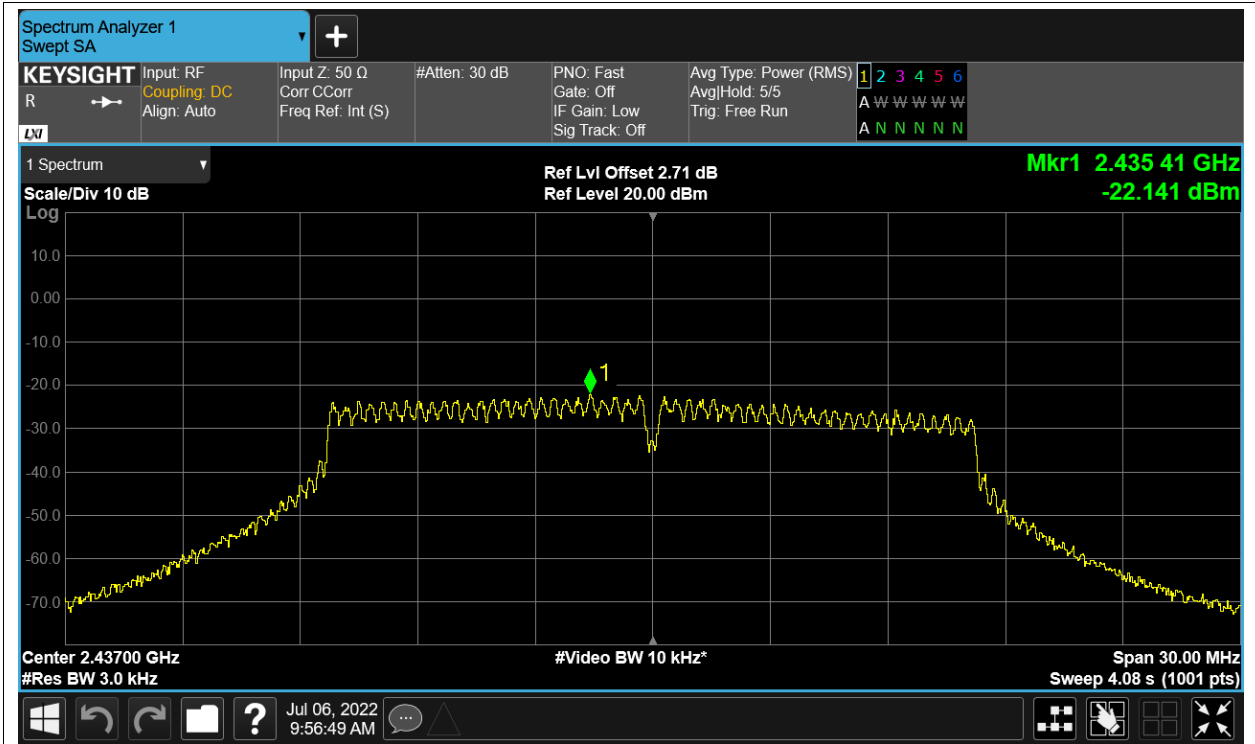 Spectrum Analyzer 1
Swept SA
KEYSIGHT
R
LXI
Input: RF
Coupling: DC
Align: Auto
Input Z: 50 Ω
Corr CCorr
Freq Ref: Int (S)
#Atten: 30 dB
PNO: Fast
Gate: Off
IF Gain: Low
Sig Track: Off
Avg Type: Power (RMS)
Avg|Hold: 5/5
Trig: Free Run
1 2 3 4 5 6
A W W W W W
A N N N N N
1 Spectrum
Scale/Div 10 dB
Log
Ref Lvl Offset 2.71 dB
Ref Level 20.00 dBm
Mkr1 2.435 41 GHz
-22.141 dBm
10.0
0.00
-10.0
-20.0
-30.0
-40.0
-50.0
-60.0
-70.0
1
Center 2.43700 GHz
#Res BW 3.0 kHz
#Video BW 10 kHz*
Span 30.00 MHz
Sweep 4.08 s (1001 pts)
?
Jul 06, 2022
9:56:49 AM